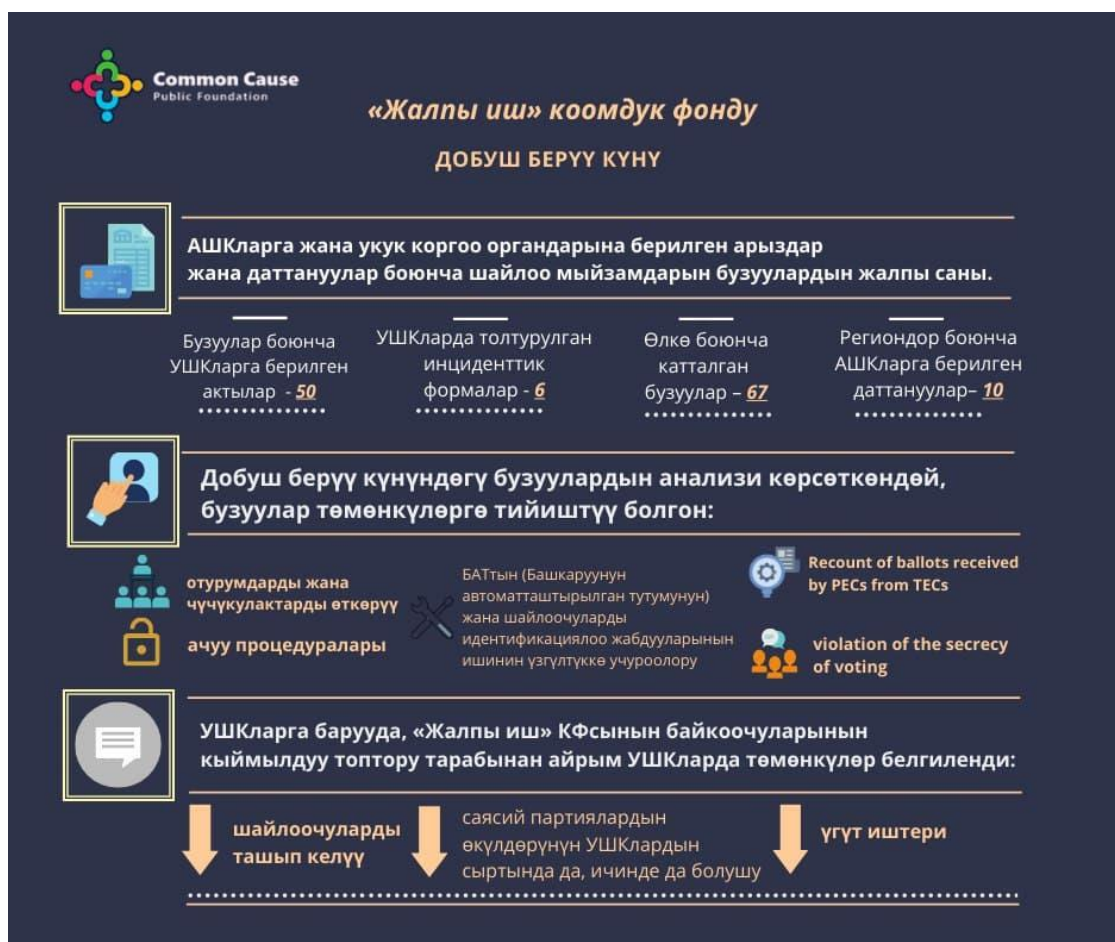 Common Cause
Public Foundation
«Жалпы иш» коомдук фонду
ДОБУШ БЕРҮҮ КҮНҮ
АШКларга жана укук коргоо органдарына берилген арыздар
жана даттануулар боюнча шайлоо мыйзамдарын бузуулардын жалпы саны.
Бузуулар боюнча
УШКларга берилген
актылар - 50
УШКларда толтурулган
инциденттик
формалар - 6
Өлкө боюнча
катталган
бузуулар – 67
Региондор боюнча
АШКларга берилген
даттануулар– 10
Добуш берүү күнүндөгү бузуулардын анализи көрсөткөндөй,
бузуулар төмөнкүлөргө тийиштүү болгон:
отурумдарды жана
чүчүкулактарды өткөрүү
ачуу процедуралары
БАТтын (Башкаруунун
автоматташтырылган тутумунун)
жана шайлоочуларды
идентификациялоо жабдууларынын
ишинин үзгүлтүккө учуроолору
Recount of ballots received
by PECs from TECs
violation of the secrecy
of voting
УШКларга барууда, «Жалпы иш» КФсынын байкоочуларынын
кыймылдуу топтору тарабынан айрым УШКларда төмөнкүлөр белгиленди:
шайлоочуларды
ташып келүү
саясий партиялардын
өкүлдөрүнүн УШКлардын
сыртында да, ичинде да болушу
үгүт иштери